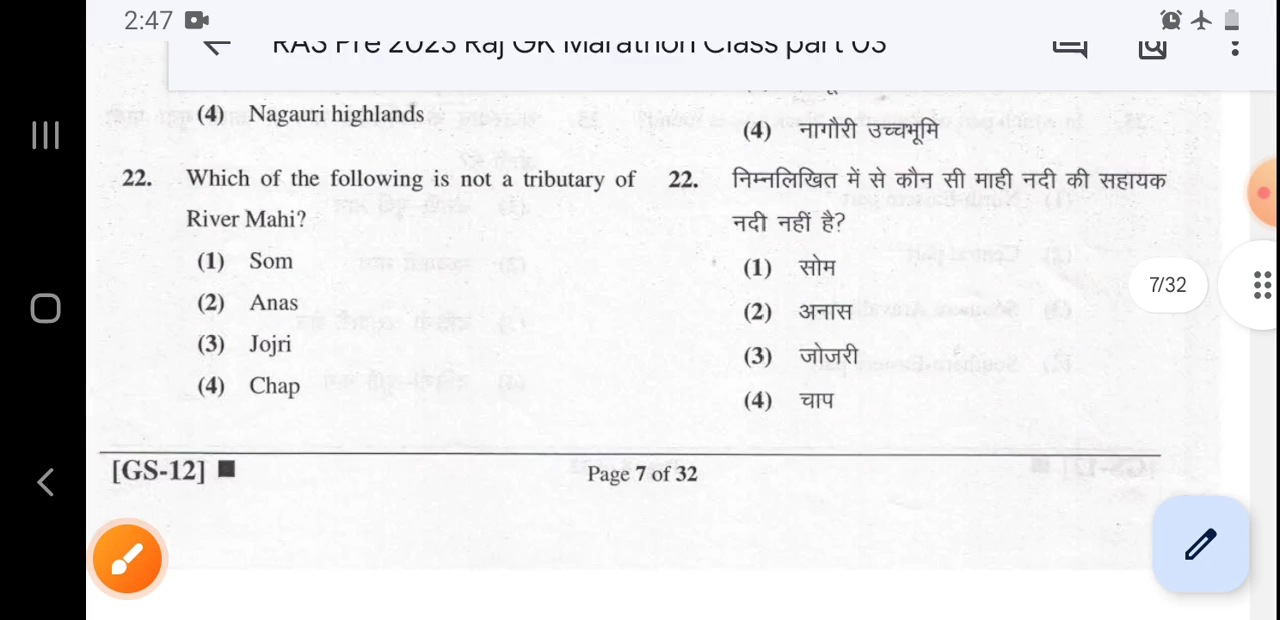 2:47
RAS Pre 2023 Raj GK Marathon Class part 03
(4) Nagauri highlands
(4) नागौरी उच्चभूमि
22. Which of the following is not a tributary of
River Mahi?
(1) Som
(2) Anas
(3) Jojri
(4) Chap
22. निम्नलिखित में से कौन सी माही नदी की सहायक
नदी नहीं है?
(1) सोम
(2) अनास
(3) जोजरी
(4) चाप
7/32
[GS-12]
Page 7 of 32